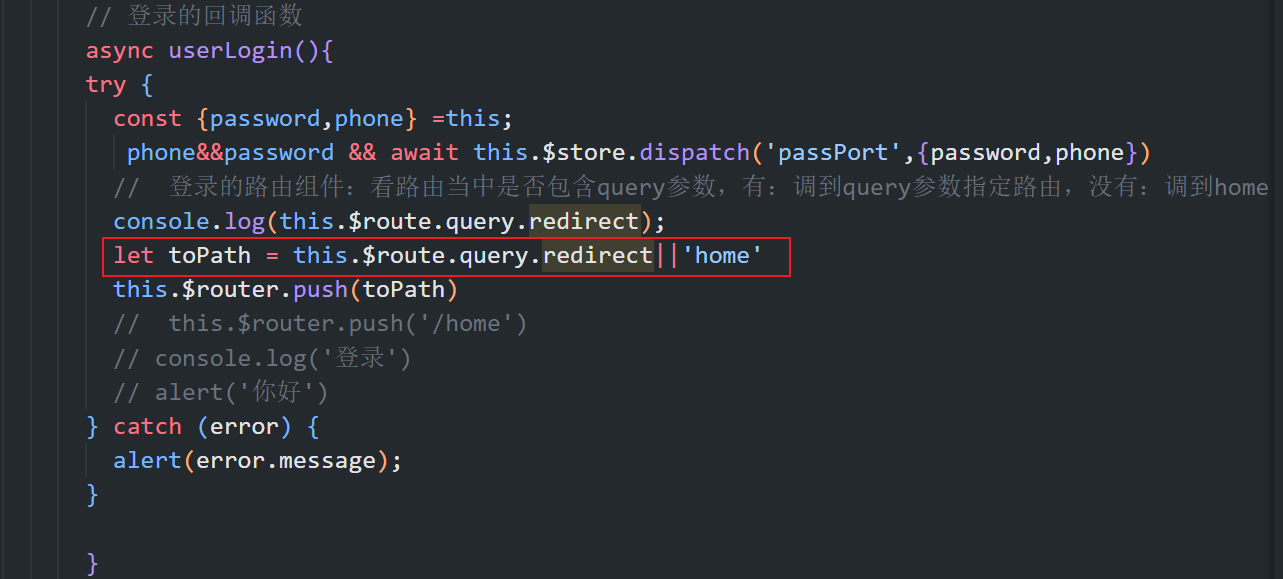 // 登录的回调函数
async userLogin(){
try {
const {password,phone} =this;
phone&&password && await this.$store.dispatch('passPort',{password,phone})
// 登录的路由组件：看路由当中是否包含query参数，有：调到query参数指定路由，没有：调到home
console.log(this.$route.query.redirect);
let toPath = this.$route.query.redirect||'home'
this.$router.push(toPath)
// this.$router.push('/home')
// console.log('登录')
// alert('你好')
} catch (error) {
alert(error.message);
}
}